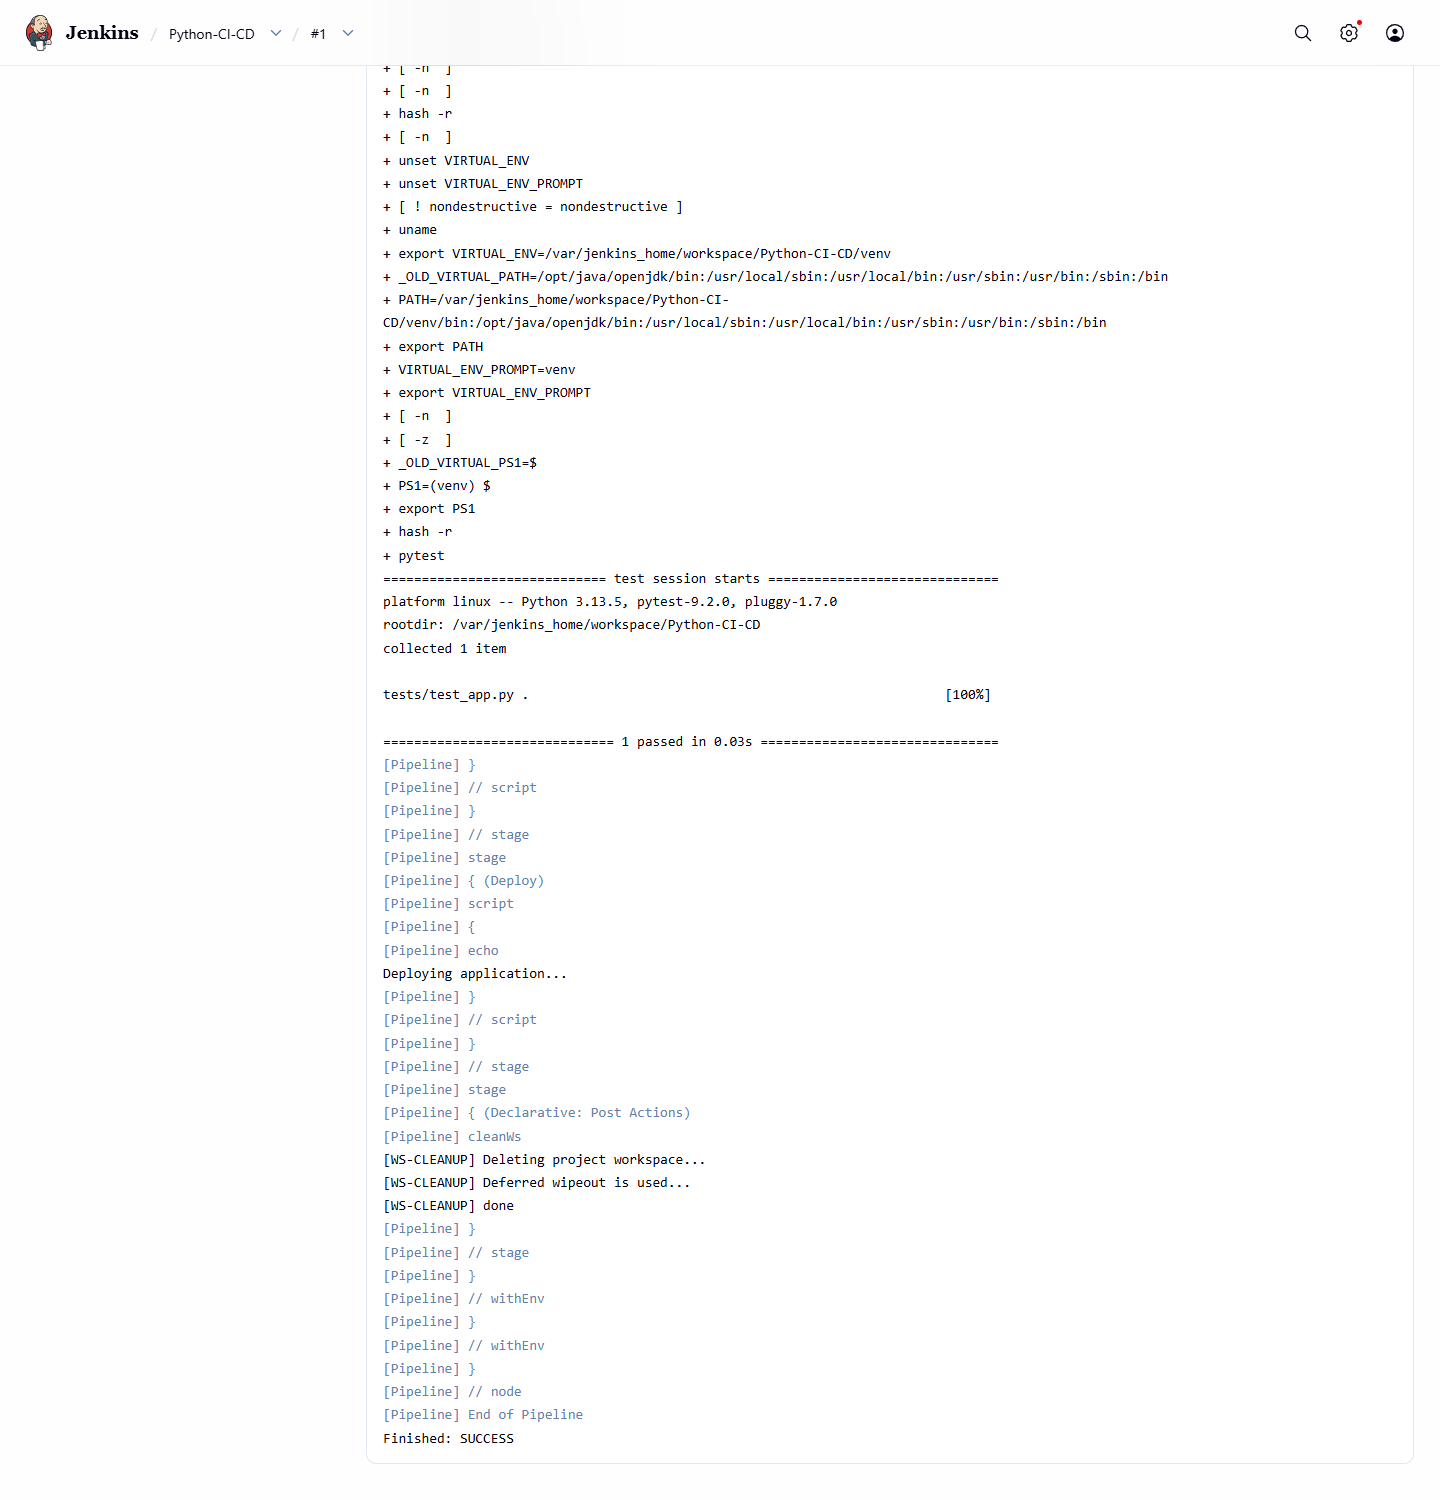 Jenkins / Python-CI-CD / #1
+ [ -n  ]
+ [ -n  ]
+ hash -r
+ [ -n  ]
+ unset VIRTUAL_ENV
+ unset VIRTUAL_ENV_PROMPT
+ [ ! nondestructive = nondestructive ]
+ uname
+ export VIRTUAL_ENV=/var/jenkins_home/workspace/Python-CI-CD/venv
+ _OLD_VIRTUAL_PATH=/opt/java/openjdk/bin:/usr/local/sbin:/usr/local/bin:/usr/sbin:/usr/bin:/sbin:/bin
+ PATH=/var/jenkins_home/workspace/Python-CI-
CD/venv/bin:/opt/java/openjdk/bin:/usr/local/sbin:/usr/local/bin:/usr/sbin:/usr/bin:/sbin:/bin
+ export PATH
+ VIRTUAL_ENV_PROMPT=venv
+ export VIRTUAL_ENV_PROMPT
+ [ -n  ]
+ [ -z  ]
+ _OLD_VIRTUAL_PS1=$
+ PS1=(venv) $
+ export PS1
+ hash -r
+ pytest
============================= test session starts ==============================
platform linux -- Python 3.13.5, pytest-9.2.0, pluggy-1.7.0
rootdir: /var/jenkins_home/workspace/Python-CI-CD
collected 1 item
tests/test_app.py .                                                      [100%]
============================== 1 passed in 0.03s ===============================
[Pipeline] }
[Pipeline] // script
[Pipeline] }
[Pipeline] // stage
[Pipeline] stage
[Pipeline] { (Deploy)
[Pipeline] script
[Pipeline] {
[Pipeline] echo
Deploying application...
[Pipeline] }
[Pipeline] // script
[Pipeline] }
[Pipeline] // stage
[Pipeline] stage
[Pipeline] { (Declarative: Post Actions)
[Pipeline] cleanWs
[WS-CLEANUP] Deleting project workspace...
[WS-CLEANUP] Deferred wipeout is used...
[WS-CLEANUP] done
[Pipeline] }
[Pipeline] // stage
[Pipeline] }
[Pipeline] // withEnv
[Pipeline] }
[Pipeline] // withEnv
[Pipeline] }
[Pipeline] // node
[Pipeline] End of Pipeline
Finished: SUCCESS